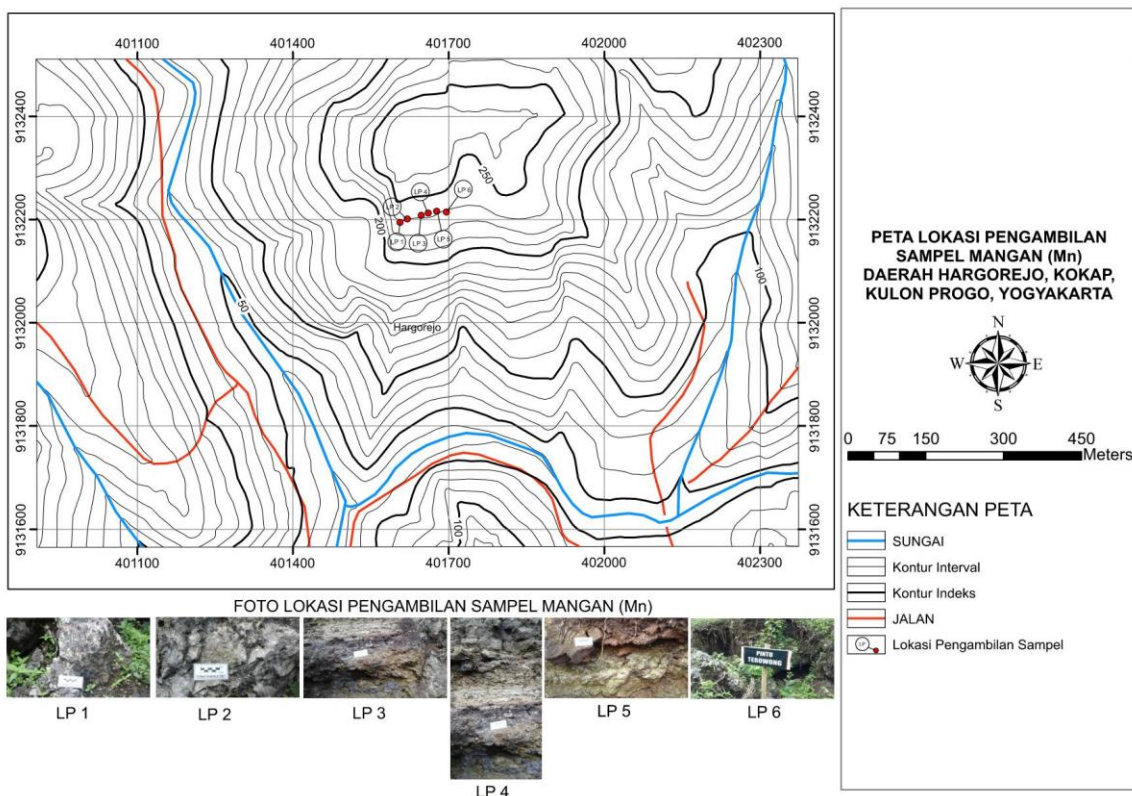 401100 401400 401700 402000 402300
9132400 9132400
9132200 9132200
9132000 9132000
9131800 9131800
9131600 9131600
LP 4
LP 6
250
LP 2
200
LP 1
LP 3
LP 5
100
50
Hargorejo
100
401100 401400 401700 402000 402300
FOTO LOKASI PENGAMBILAN SAMPEL MANGAN (Mn)
PINTU
TEROWONG
LP 1
LP 2
LP 3
LP 4
LP 5
LP 6
PETA LOKASI PENGAMBILAN
SAMPEL MANGAN (Mn)
DAERAH HARGOREJO, KOKAP,
KULON PROGO, YOGYAKARTA
N
W E
S
0 75 150 300 450
Meters
KETERANGAN PETA
SUNGAI
Kontur Interval
Kontur Indeks
JALAN
LP
Lokasi Pengambilan Sampel